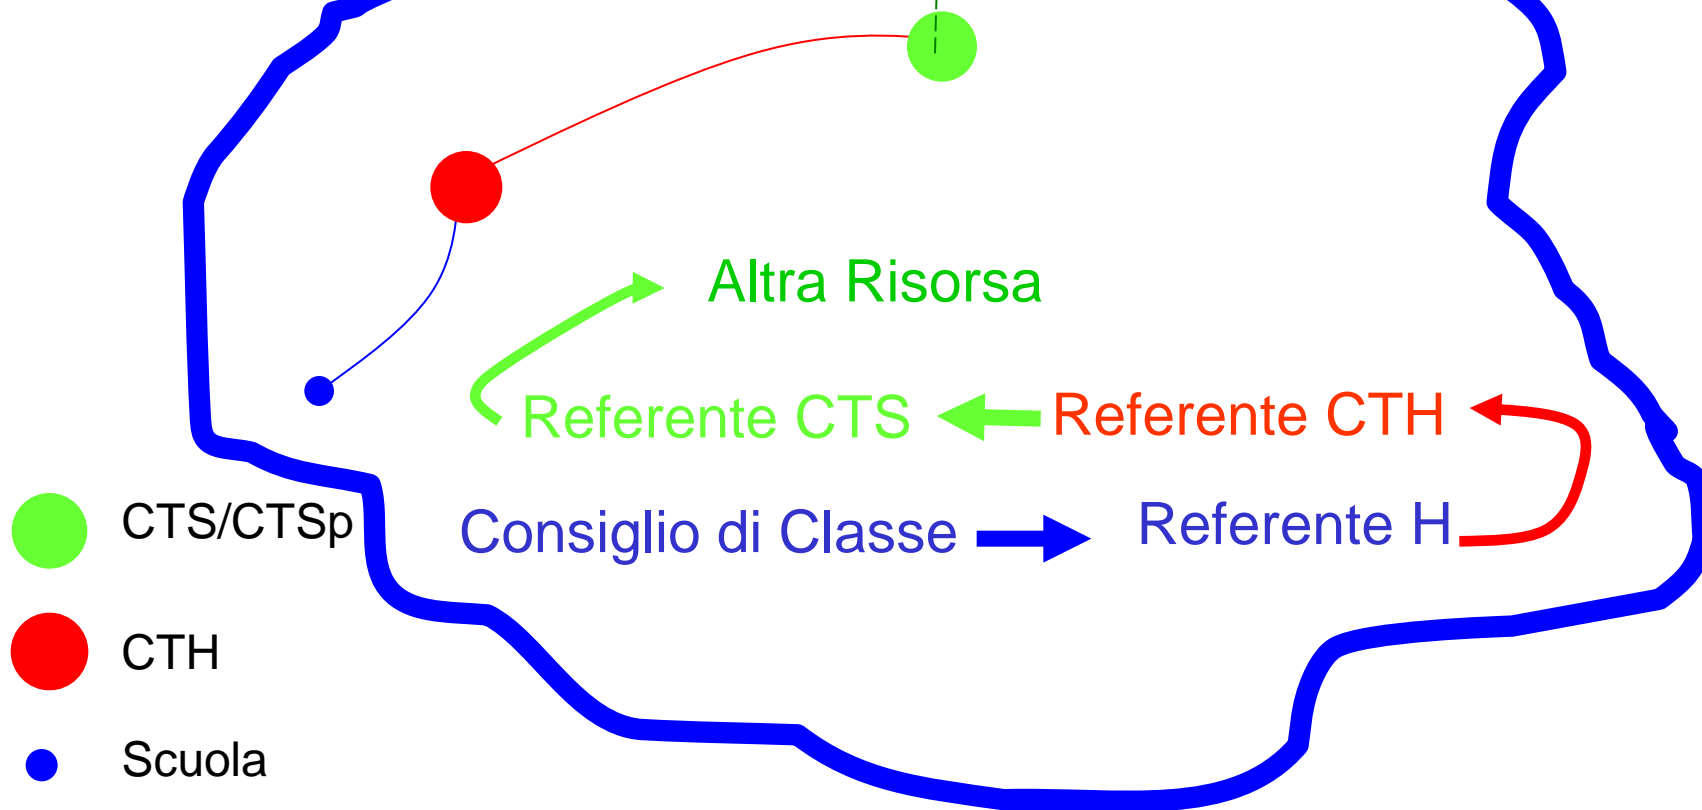 Altra Risorsa
Referente CTS
Referente CTH
Consiglio di Classe
Referente H
CTS/CTSp
CTH
Scuola